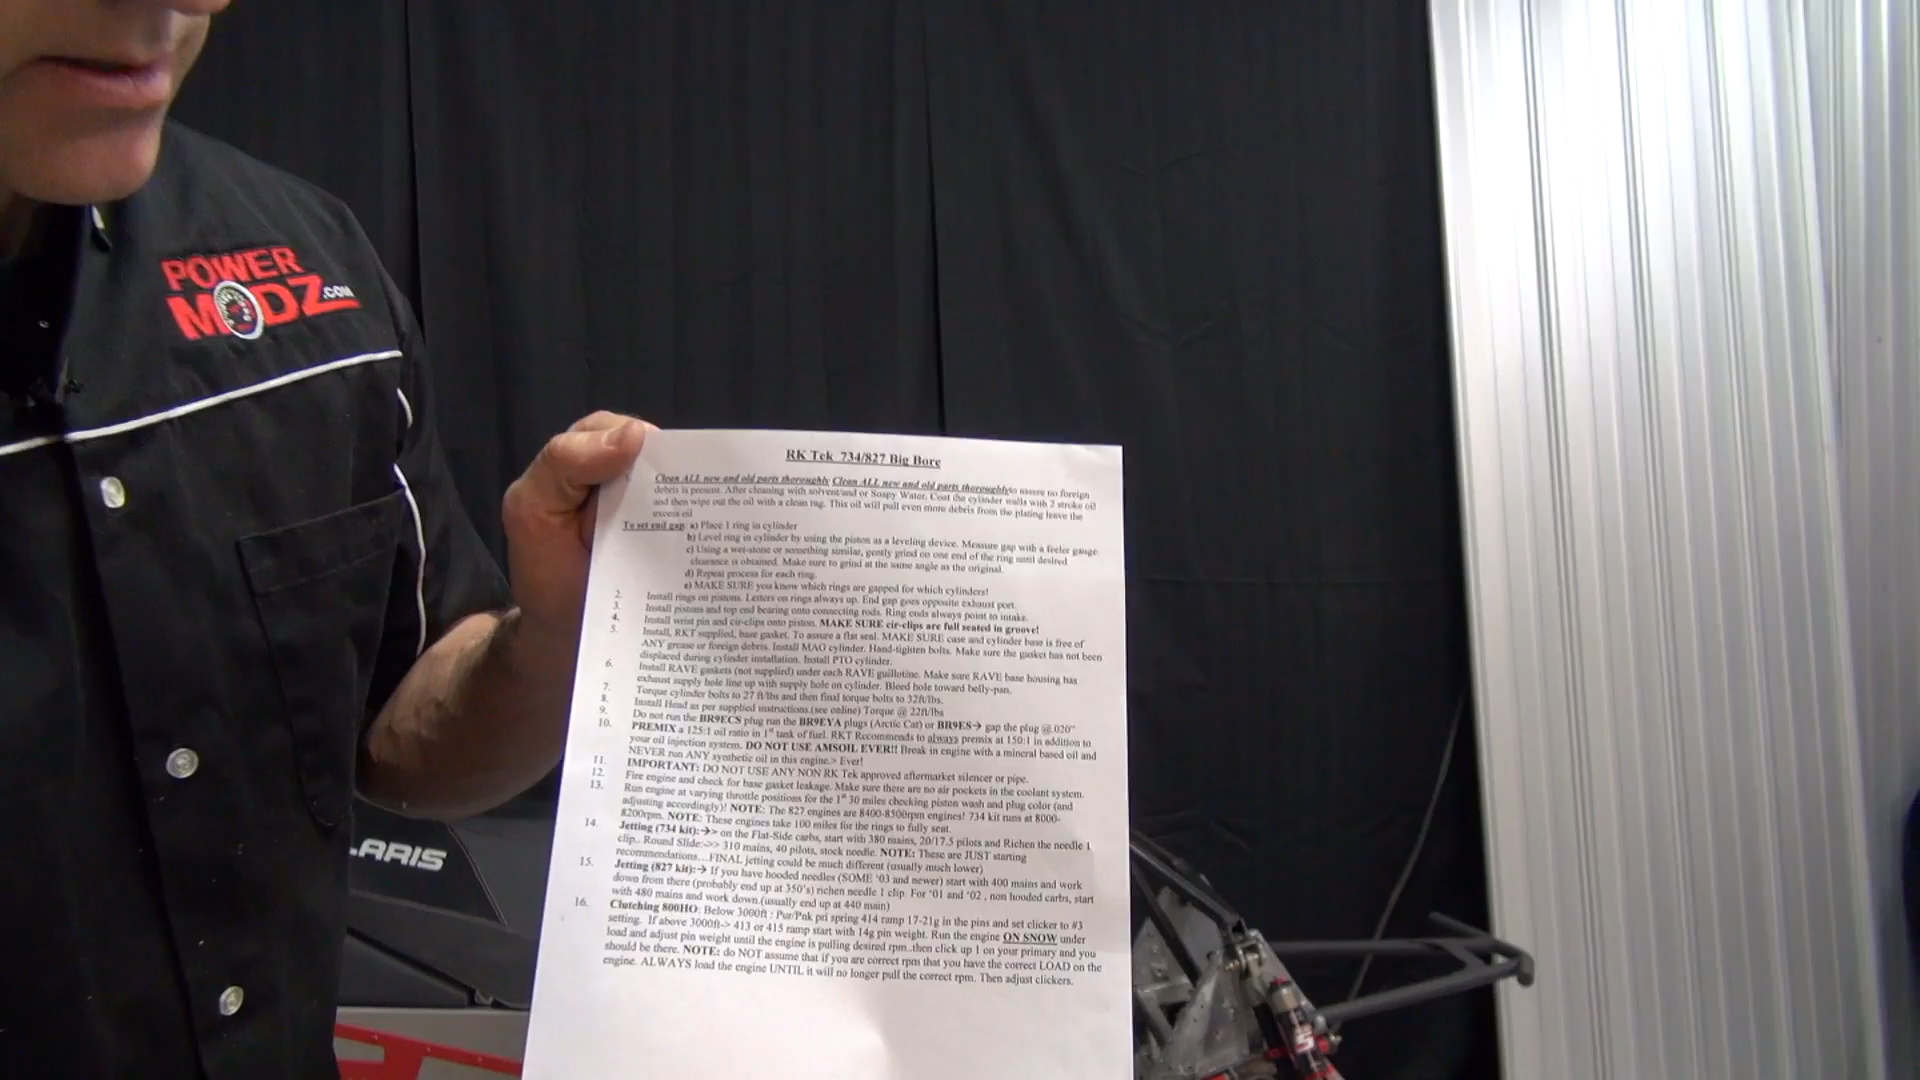 POWER
MODZ.COM
LARIS
RK Tek 734/827 Big Bore
1. Clean ALL new and old parts thoroughly Clean ALL new and old parts thoroughly to assure no foreign
debris is present. After cleaning with solvent/and or Soapy Water. Coat the cylinder walls with 2 stroke oil
and then wipe out the oil with a clean rag. This oil will pull even more debris from the plating leave the
excess oil
To set end gap: a) Place 1 ring in cylinder
b) Level ring in cylinder by using the piston as a leveling device. Measure gap with a feeler gauge.
c) Using a wet-stone or something similar, gently grind on one end of the ring until desired
clearance is obtained. Make sure to grind at the same angle as the original.
d) Repeat process for each ring.
e) MAKE SURE you know which rings are gapped for which cylinders!
2. Install rings on pistons. Letters on rings always up. End gap goes opposite exhaust port.
3. Install pistons and top end bearing onto connecting rods. Ring ends always point to intake.
4. Install wrist pin and cir-clips onto piston. MAKE SURE cir-clips are full seated in groove!
5. Install, RKT supplied, base gasket. To assure a flat seal. MAKE SURE case and cylinder base is free of
ANY grease or foreign debris. Install MAG cylinder. Hand-tighten bolts. Make sure the gasket has not been
displaced during cylinder installation. Install PTO cylinder.
6. Install RAVE gaskets (not supplied) under each RAVE guillotine. Make sure RAVE base housing has
exhaust supply hole line up with supply hole on cylinder. Bleed hole toward belly-pan.
7. Torque cylinder bolts to 27 ft/lbs and then final torque bolts to 32ft/lbs.
8. Install Head as per supplied instructions.(see online) Torque @ 22ft/lbs
9. Do not run the BR9ECS plug run the BR9EYA plugs (Arctic Cat) or BR9ES→ gap the plug @.020"
10. PREMIX a 125:1 oil ratio in 1st tank of fuel. RKT Recommends to always premix at 150:1 in addition to
your oil injection system. DO NOT USE AMSOIL EVER!! Break in engine with a mineral based oil and
NEVER run ANY synthetic oil in this engine.> Ever!
11. IMPORTANT: DO NOT USE ANY NON RK Tek approved aftermarket silencer or pipe.
12. Fire engine and check for base gasket leakage. Make sure there are no air pockets in the coolant system.
13. Run engine at varying throttle positions for the 1st 30 miles checking piston wash and plug color (and
adjusting accordingly)! NOTE: The 827 engines are 8400-8500rpm engines! 734 kit runs at 8000-
8200rpm. NOTE: These engines take 100 miles for the rings to fully seat.
14. Jetting (734 kit):→> on the Flat-Side carbs, start with 380 mains, 20/17.5 pilots and Richen the needle 1
clip.. Round Slide:->> 310 mains, 40 pilots, stock needle. NOTE: These are JUST starting
recommendations…FINAL jetting could be much different (usually much lower)
15. Jetting (827 kit):→ If you have hooded needles (SOME '03 and newer) start with 400 mains and work
down from there (probably end up at 350's) richen needle 1 clip. For '01 and '02 , non hooded carbs, start
with 480 mains and work down.(usually end up at 440 main)
16. Clutching 800HO: Below 3000ft : Pur/Pnk pri spring 414 ramp 17-21g in the pins and set clicker to #3
setting. If above 3000ft-> 413 or 415 ramp start with 14g pin weight. Run the engine ON SNOW under
load and adjust pin weight until the engine is pulling desired rpm..then click up 1 on your primary and you
should be there. NOTE: do NOT assume that if you are correct rpm that you have the correct LOAD on the
engine. ALWAYS load the engine UNTIL it will no longer pull the correct rpm. Then adjust clickers.